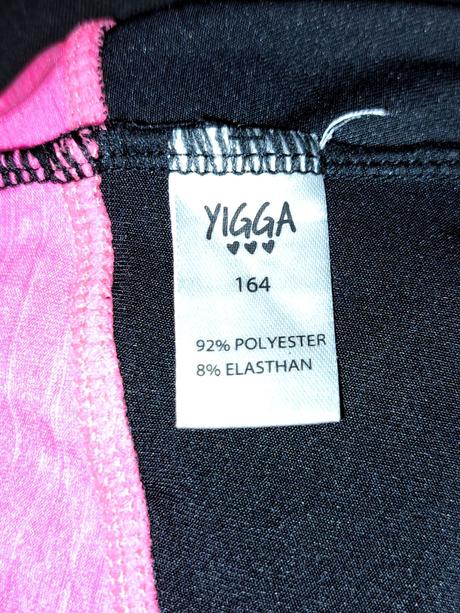 YIGGA
164
92% POLYESTER
8% ELASTHAN